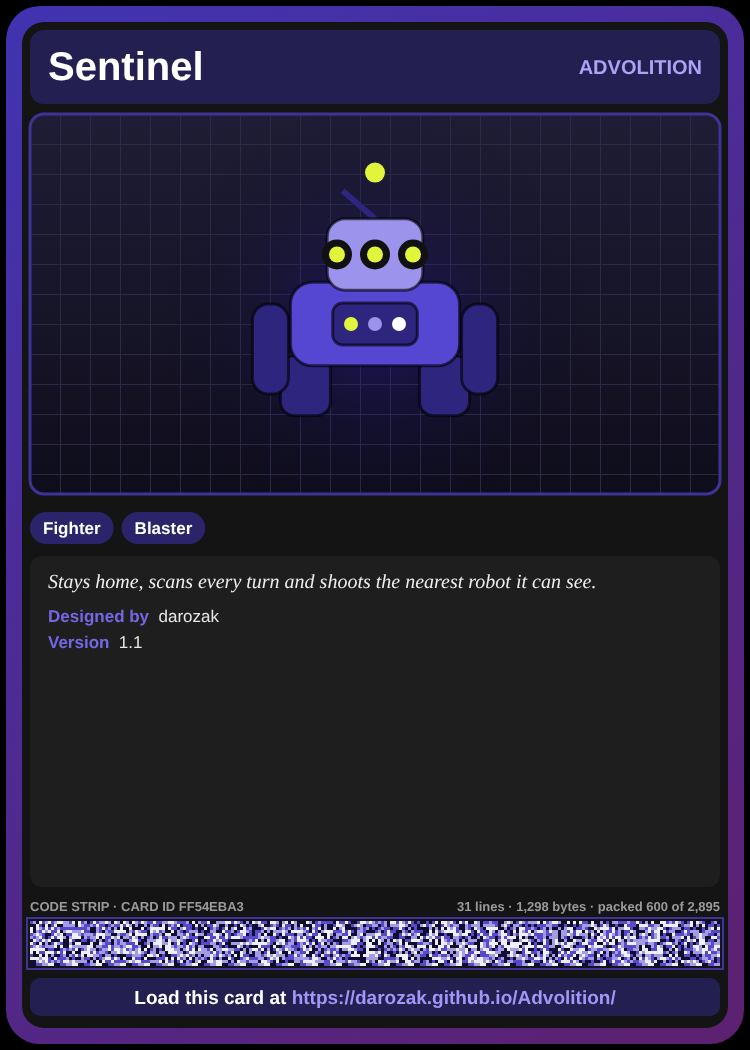 Sentinel
ADVOLITION
Fighter Blaster
Stays home, scans every turn and shoots the nearest robot it can see.
Designed by darozak
Version 1.1
CODE STRIP · CARD ID FF54EBA3
31 lines · 1,298 bytes · packed 600 of 2,895
Load this card at https://darozak.github.io/Advolition/